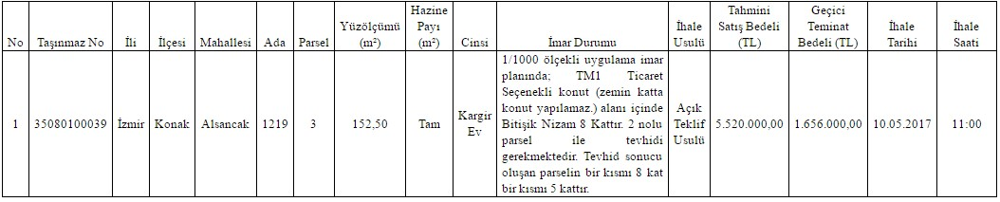 No Taşınmaz No İli İlçesi Mahallesi Ada Parsel Yüzölçümü (m²) Hazine Payı (m²) Cinsi İmar Durumu İhale Usulü Tahmini Satış Bedeli (TL) Geçici Teminat Bedeli (TL) İhale Tarihi İhale Saati
1 35080100039 İzmir Konak Alsancak 1219 3 152,50 Tam Kargir Ev
1/1000 ölçekli uygulama imar
planında; TM1 Ticaret
Seçenekli konut (zemin katta
konut yapılamaz.) alanı içinde
Bitişik Nizam 8 Kattır. 2 nolu
parsel ile tevhidi
gerekmektedir. Tevhid sonucu
oluşan parselin bir kısmı 8 kat
bir kısmı 5 kattır.
Açık Teklif Usulü 5.520.000,00 1.656.000,00 10.05.2017 11:00